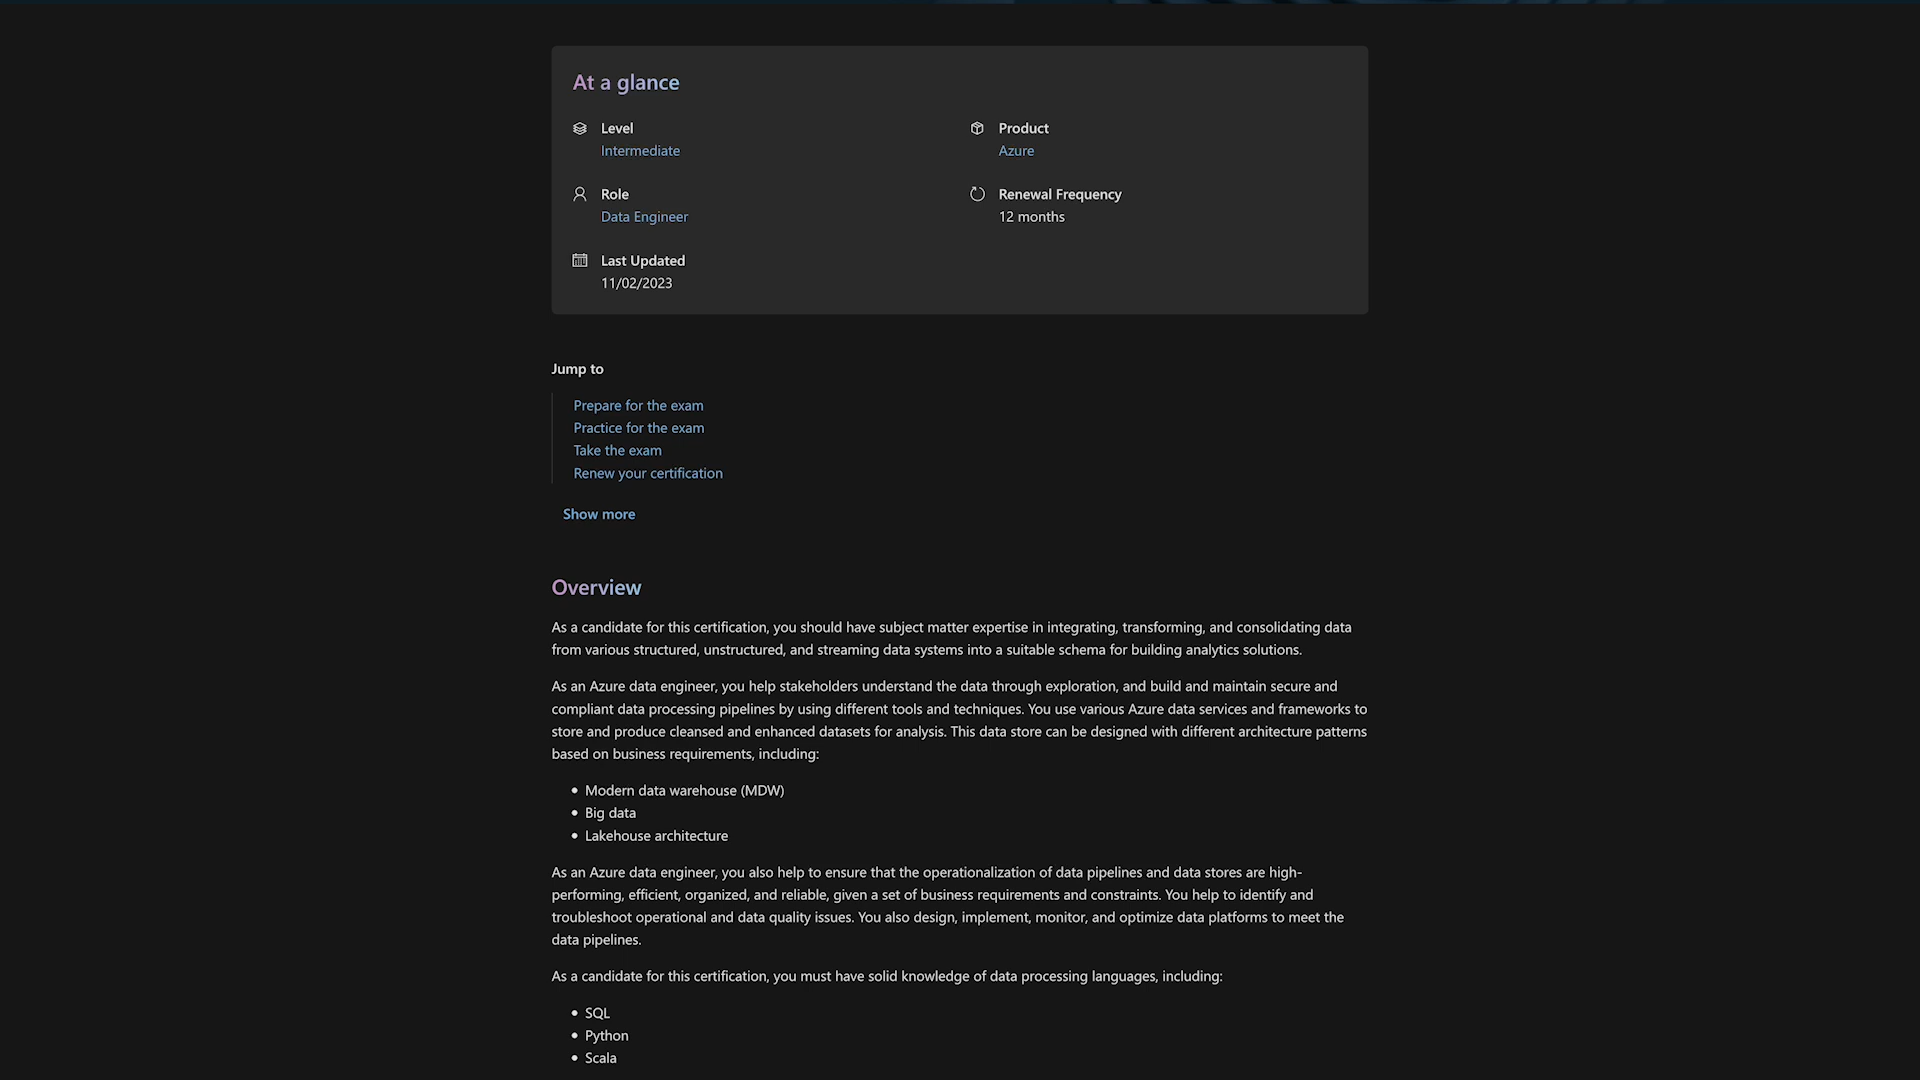 At a glance
Level
Intermediate
Product
Azure
Role
Data Engineer
Renewal Frequency
12 months
Last Updated
11/02/2023
Jump to
Prepare for the exam
Practice for the exam
Take the exam
Renew your certification
Show more
Overview
As a candidate for this certification, you should have subject matter expertise in integrating, transforming, and consolidating data
from various structured, unstructured, and streaming data systems into a suitable schema for building analytics solutions.
As an Azure data engineer, you help stakeholders understand the data through exploration, and build and maintain secure and
compliant data processing pipelines by using different tools and techniques. You use various Azure data services and frameworks to
store and produce cleansed and enhanced datasets for analysis. This data store can be designed with different architecture patterns
based on business requirements, including:
• Modern data warehouse (MDW)
• Big data
• Lakehouse architecture
As an Azure data engineer, you also help to ensure that the operationalization of data pipelines and data stores are high-
performing, efficient, organized, and reliable, given a set of business requirements and constraints. You help to identify and
troubleshoot operational and data quality issues. You also design, implement, monitor, and optimize data platforms to meet the
data pipelines.
As a candidate for this certification, you must have solid knowledge of data processing languages, including:
• SQL
• Python
• Scala